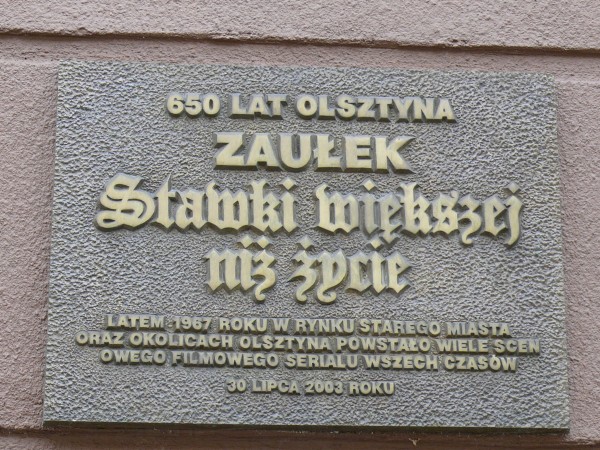 650 LAT OLSZTYNA
ZAUŁEK
Stawki większej
niż życie
LATEM 1967 ROKU W RYNKU STAREGO MIASTA
ORAZ OKOLICACH OLSZTYNA POWSTAŁO WIELE SCEN
OWEGO FILMOWEGO SERIALU WSZECH CZASÓW
30 LIPCA 2003 ROKU